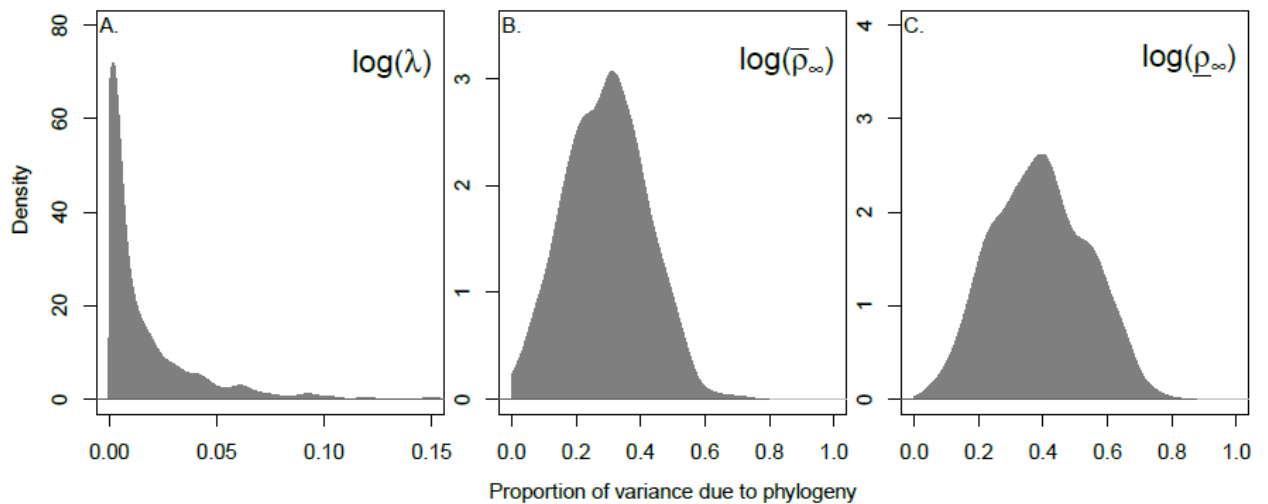 A.
log(λ)
B.
log(ρ̅∞)
C.
log(ρ̲∞)
Density
0 20 40 60 80
0 1 2 3
0 1 2 3 4
0.00 0.05 0.10 0.15
0.0 0.2 0.4 0.6 0.8 1.0
0.0 0.2 0.4 0.6 0.8 1.0
Proportion of variance due to phylogeny